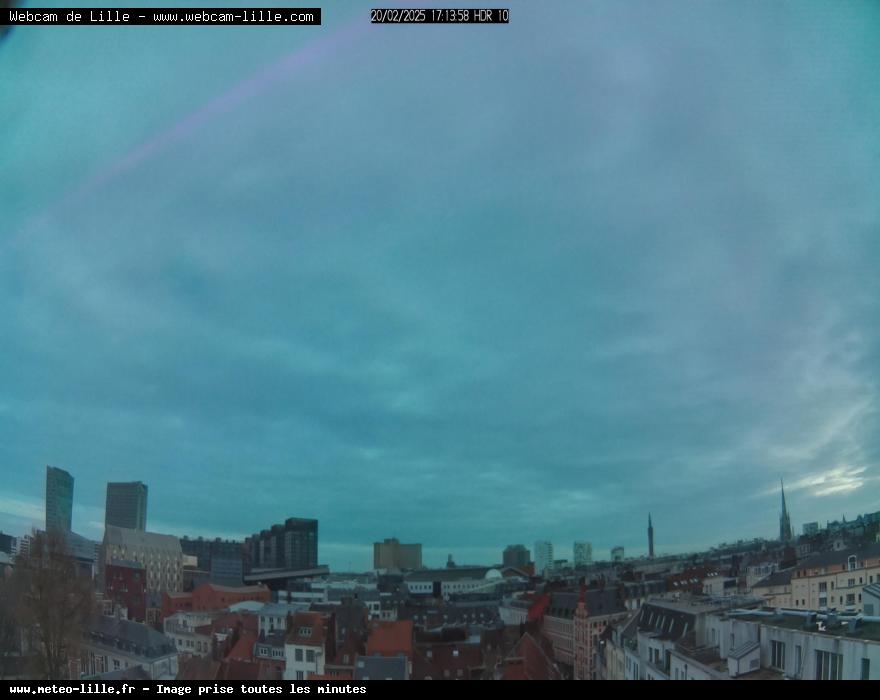 Webcam de Lille - www.webcam-lille.com
20/02/2025 17:13:58 HDR 10
www.meteo-lille.fr - Image prise toutes les minutes